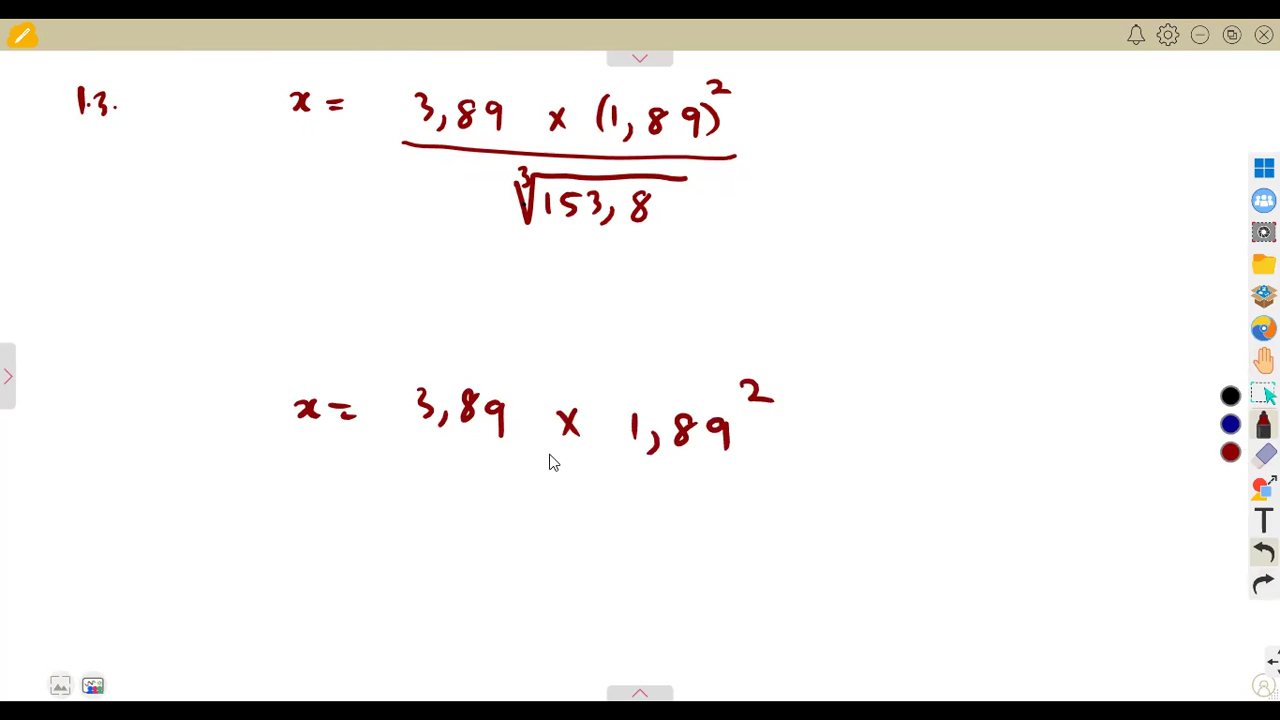 1.3. x = 3,89 x (1,89)²
∛153,8
x = 3,89 x 1,89²